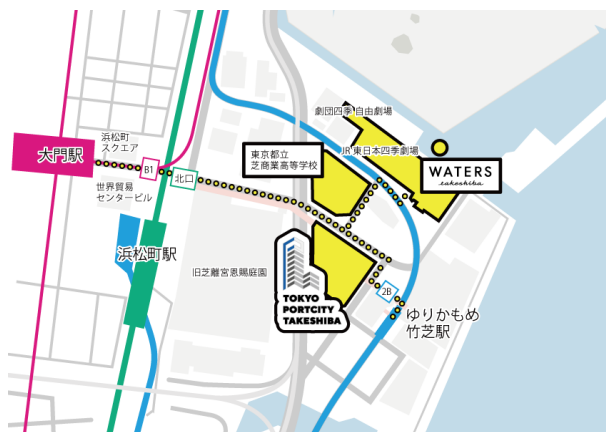 劇団四季 自由劇場
浜松町
スクエア
大門駅
B1
北口
東京都立
芝商業高等学校
JR 東日本四季劇場
WATERS
takeshiba
世界貿易
センタービル
浜松町駅
旧芝離宮恩賜庭園
TOKYO
PORTCITY
TAKESHIBA
2B
ゆりかもめ
竹芝駅